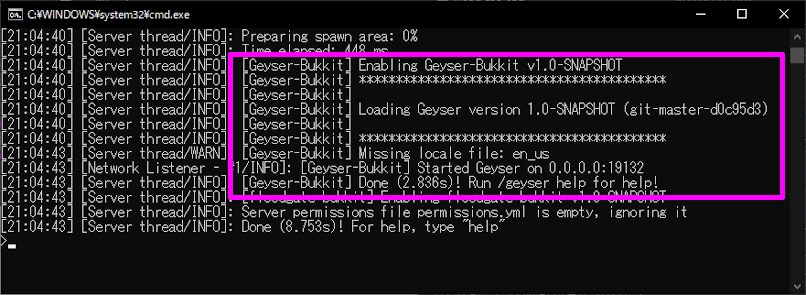 C:¥WINDOWS¥system32¥cmd.exe
[21:04:40] [Server thread/INFO]: Preparing spawn area: 0%
[21:04:40] [Server thread/INFO]: Time elapsed: 448 ms
[21:04:40] [Server thread/INFO]: [Geyser-Bukkit] Enabling Geyser-Bukkit v1.0-SNAPSHOT
[21:04:40] [Server thread/INFO]: [Geyser-Bukkit] ******************************************
[21:04:40] [Server thread/INFO]: [Geyser-Bukkit]
[21:04:40] [Server thread/INFO]: [Geyser-Bukkit] Loading Geyser version 1.0-SNAPSHOT (git-master-d0c95d3)
[21:04:40] [Server thread/INFO]: [Geyser-Bukkit]
[21:04:40] [Server thread/INFO]: [Geyser-Bukkit] ******************************************
[21:04:43] [Server thread/WARN]: [Geyser-Bukkit] Missing locale file: en_us
[21:04:43] [Network Listener - #1/INFO]: [Geyser-Bukkit] Started Geyser on 0.0.0.0:19132
[21:04:43] [Server thread/INFO]: [Geyser-Bukkit] Done (2.836s)! Run /geyser help for help!
[21:04:43] [Server thread/INFO]: [floodgate-bukkit] Enabling floodgate-bukkit v1.0-SNAPSHOT
[21:04:43] [Server thread/INFO]: Server permissions file permissions.yml is empty, ignoring it
[21:04:43] [Server thread/INFO]: Done (8.753s)! For help, type "help"
>